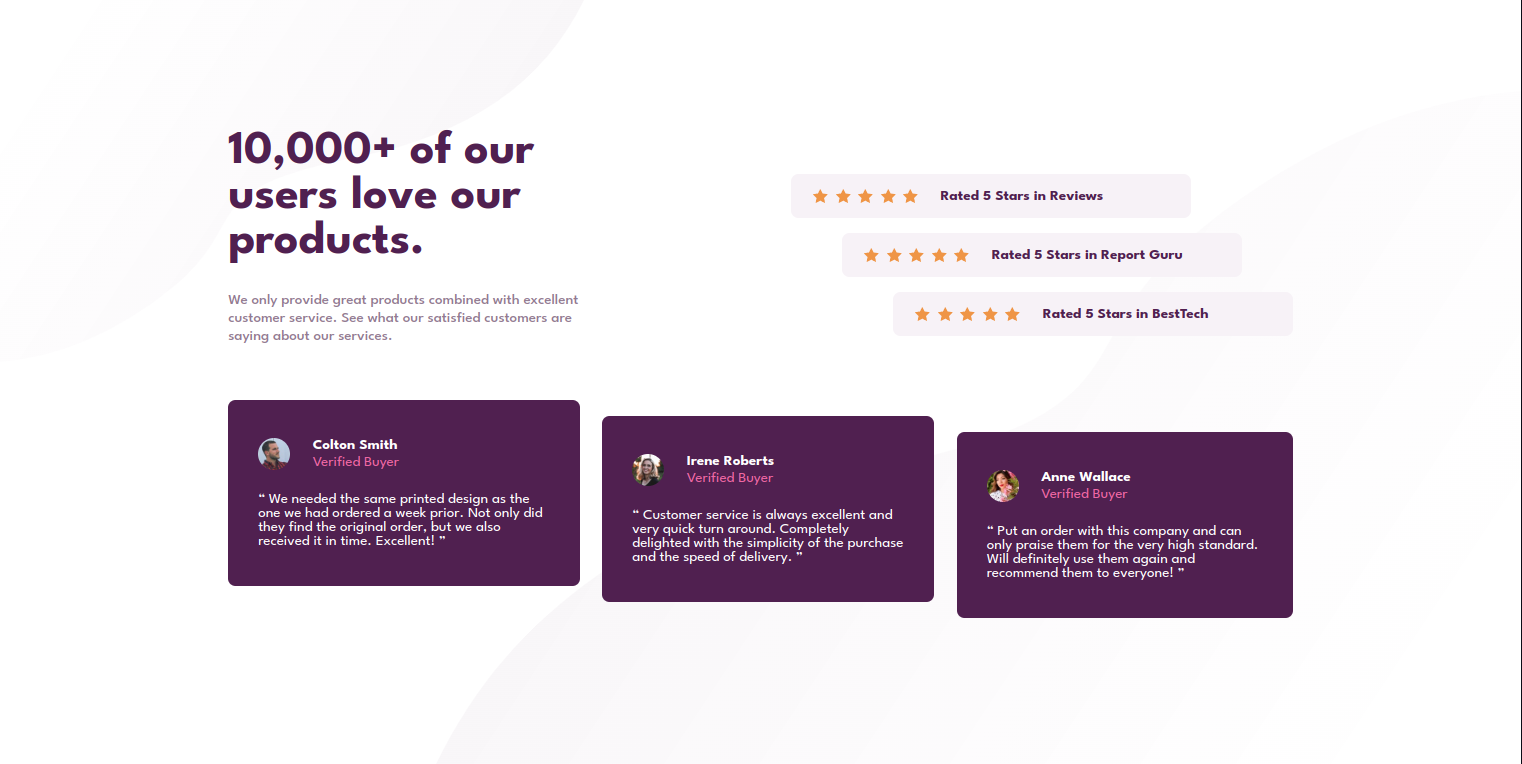 10,000+ of our
users love our
products.
We only provide great products combined with excellent
customer service. See what our satisfied customers are
saying about our services.
Rated 5 Stars in Reviews
Rated 5 Stars in Report Guru
Rated 5 Stars in BestTech
Colton Smith
Verified Buyer
“ We needed the same printed design as the
one we had ordered a week prior. Not only did
they find the original order, but we also
received it in time. Excellent! ”
Irene Roberts
Verified Buyer
“ Customer service is always excellent and
very quick turn around. Completely
delighted with the simplicity of the purchase
and the speed of delivery. ”
Anne Wallace
Verified Buyer
“ Put an order with this company and can
only praise them for the very high standard.
Will definitely use them again and
recommend them to everyone! ”